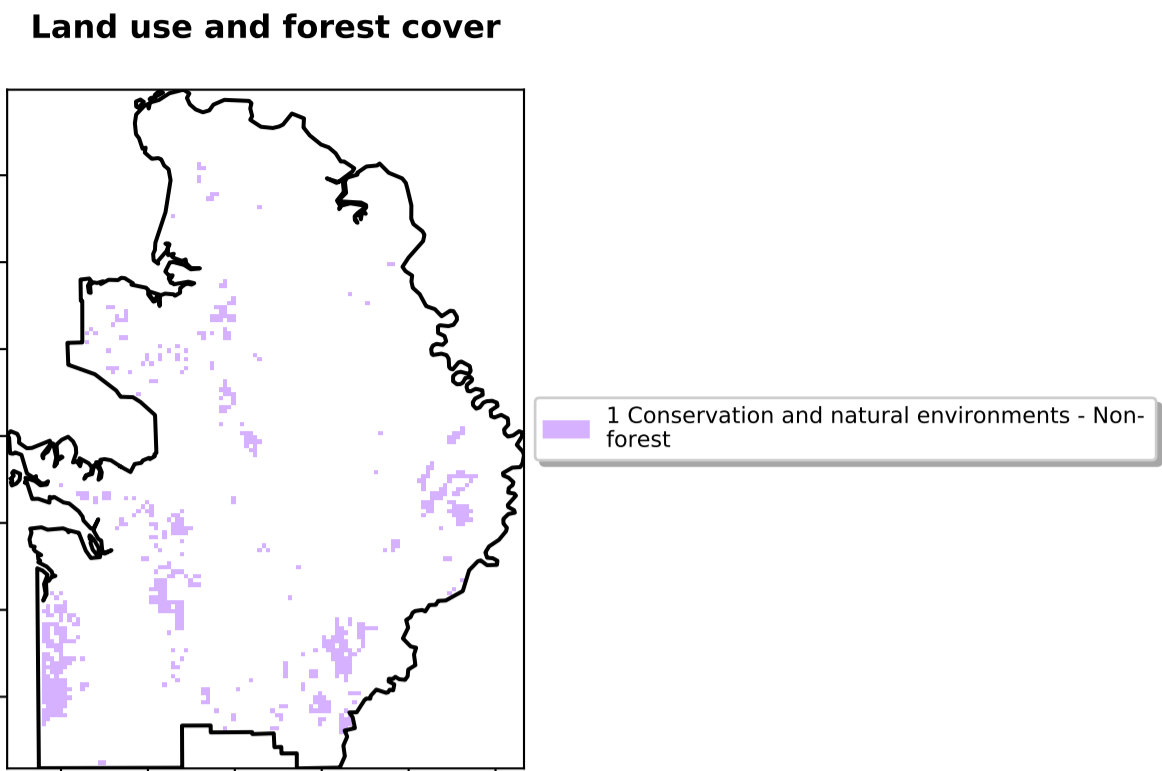 Land use and forest cover
1 Conservation and natural environments - Non-
forest